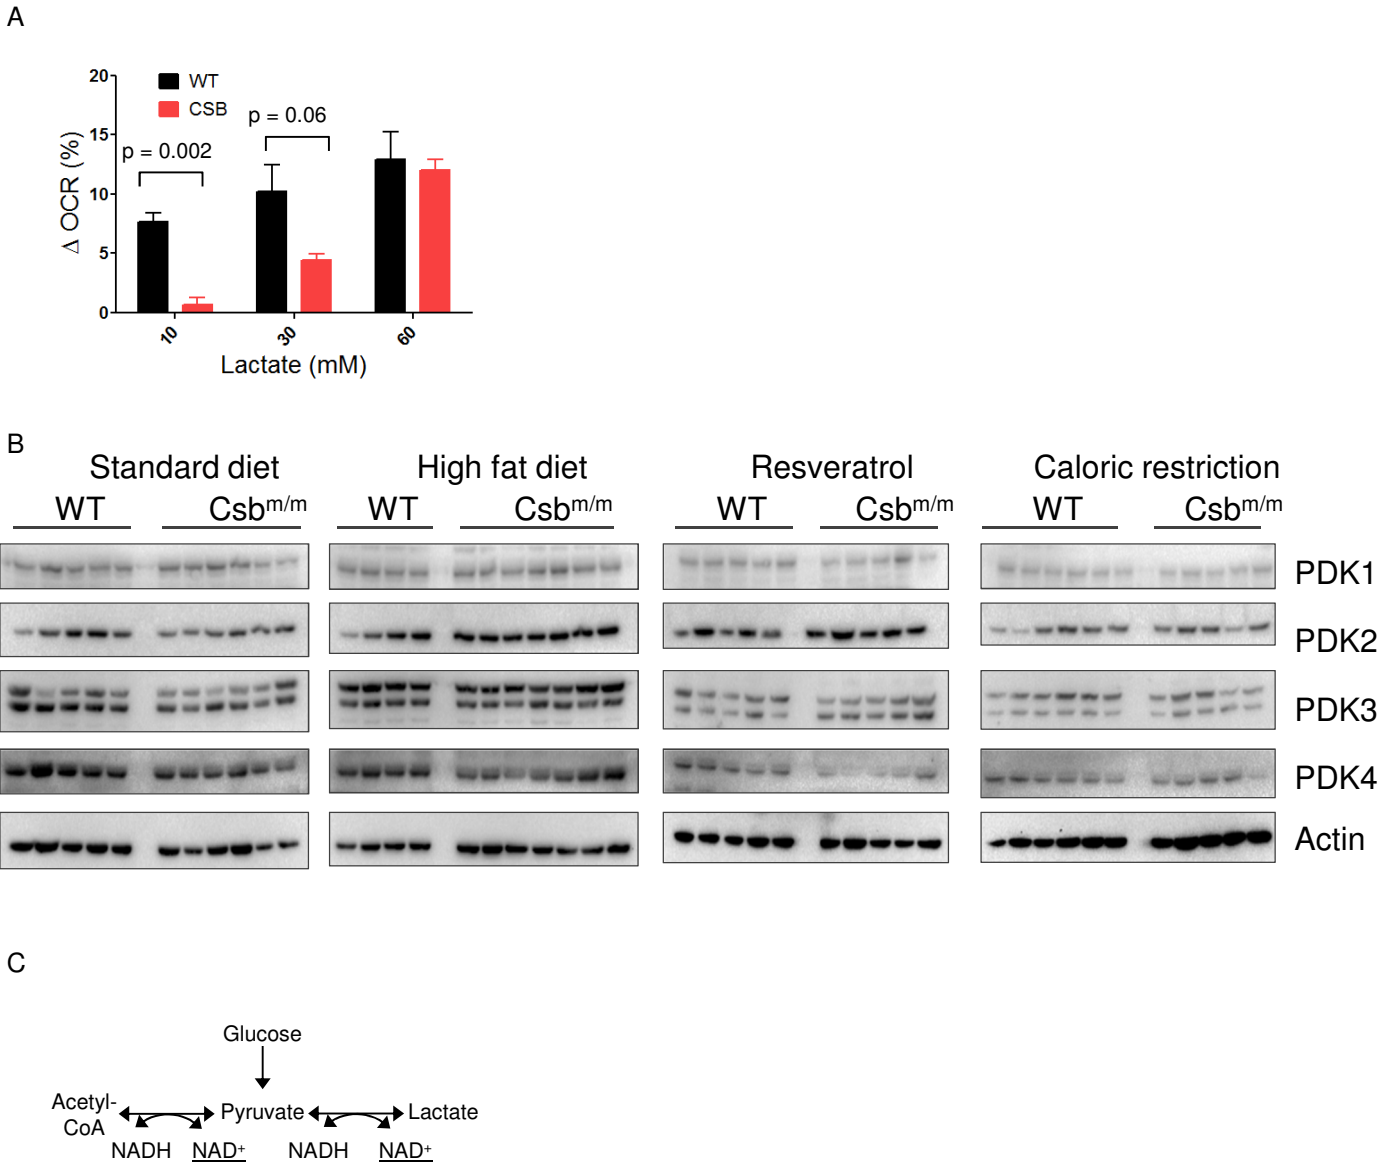 A
20
15
10
5
0
Δ OCR (%)
WT
CSB
p = 0.002
p = 0.06
10
30
60
Lactate (mM)
B
Standard diet
High fat diet
Resveratrol
Caloric restriction
WT
Csbm/m
WT
Csbm/m
WT
Csbm/m
WT
Csbm/m
PDK1
PDK2
PDK3
PDK4
Actin
C
Glucose
Acetyl-
CoA
Pyruvate
Lactate
NADH
NAD+
NADH
NAD+